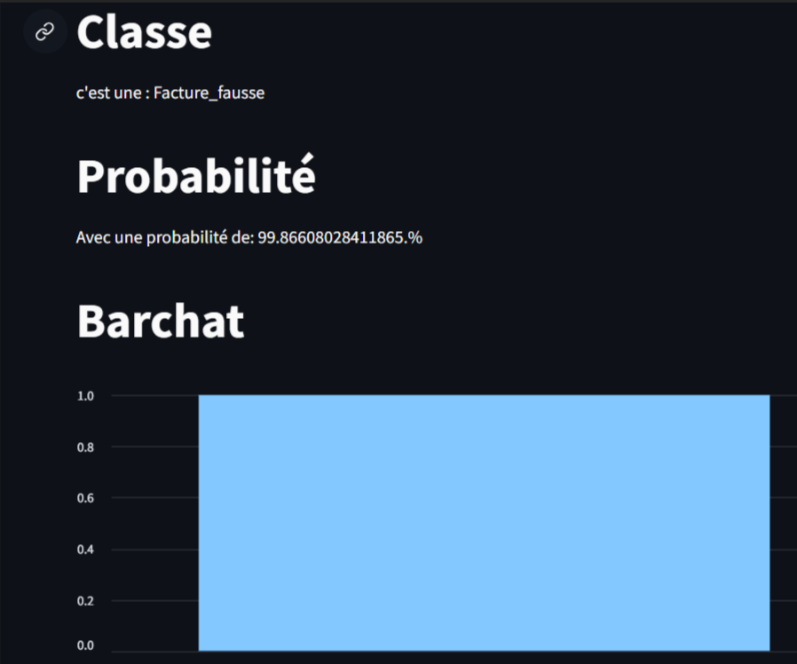 Classe
c'est une : Facture_fausse
Probabilité
Avec une probabilité de: 99.86608028411865.%
Barchat
1.0
0.8
0.6
0.4
0.2
0.0